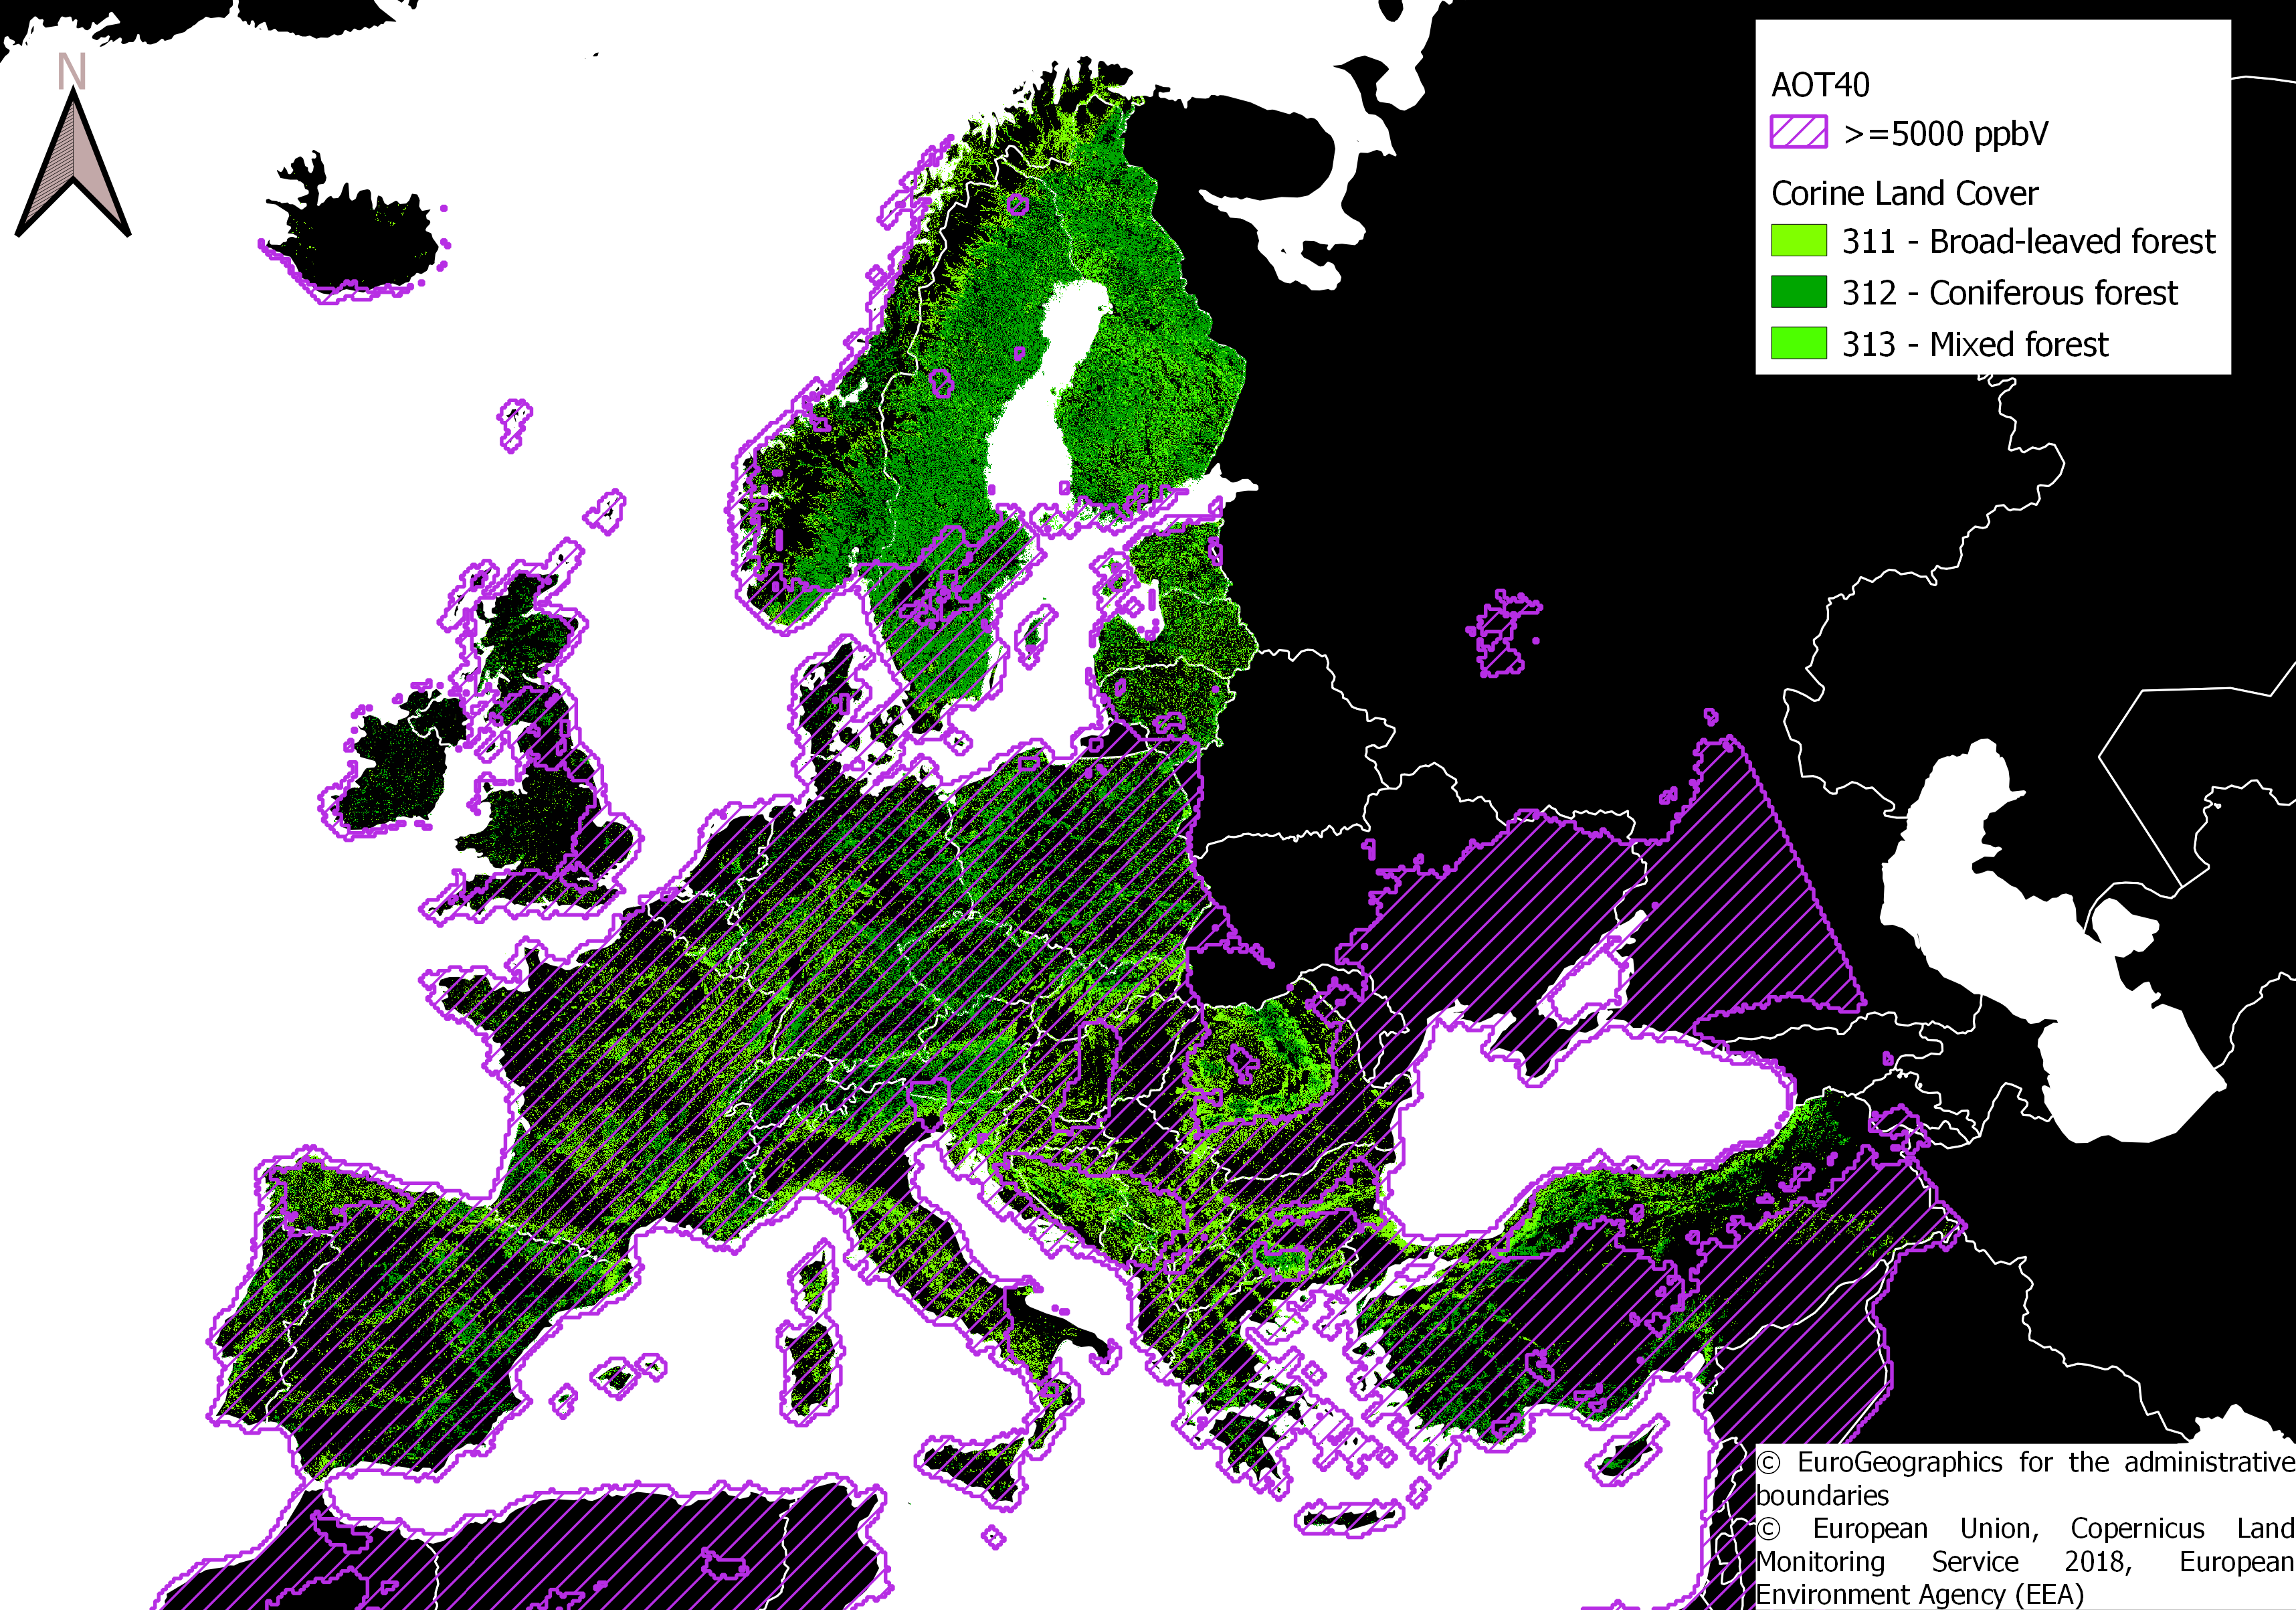 N
AOT40
>=5000 ppbV
Corine Land Cover
311 - Broad-leaved forest
312 - Coniferous forest
313 - Mixed forest
© EuroGeographics for the administrative
boundaries
© European Union, Copernicus Land
Monitoring Service 2018, European
Environment Agency (EEA)